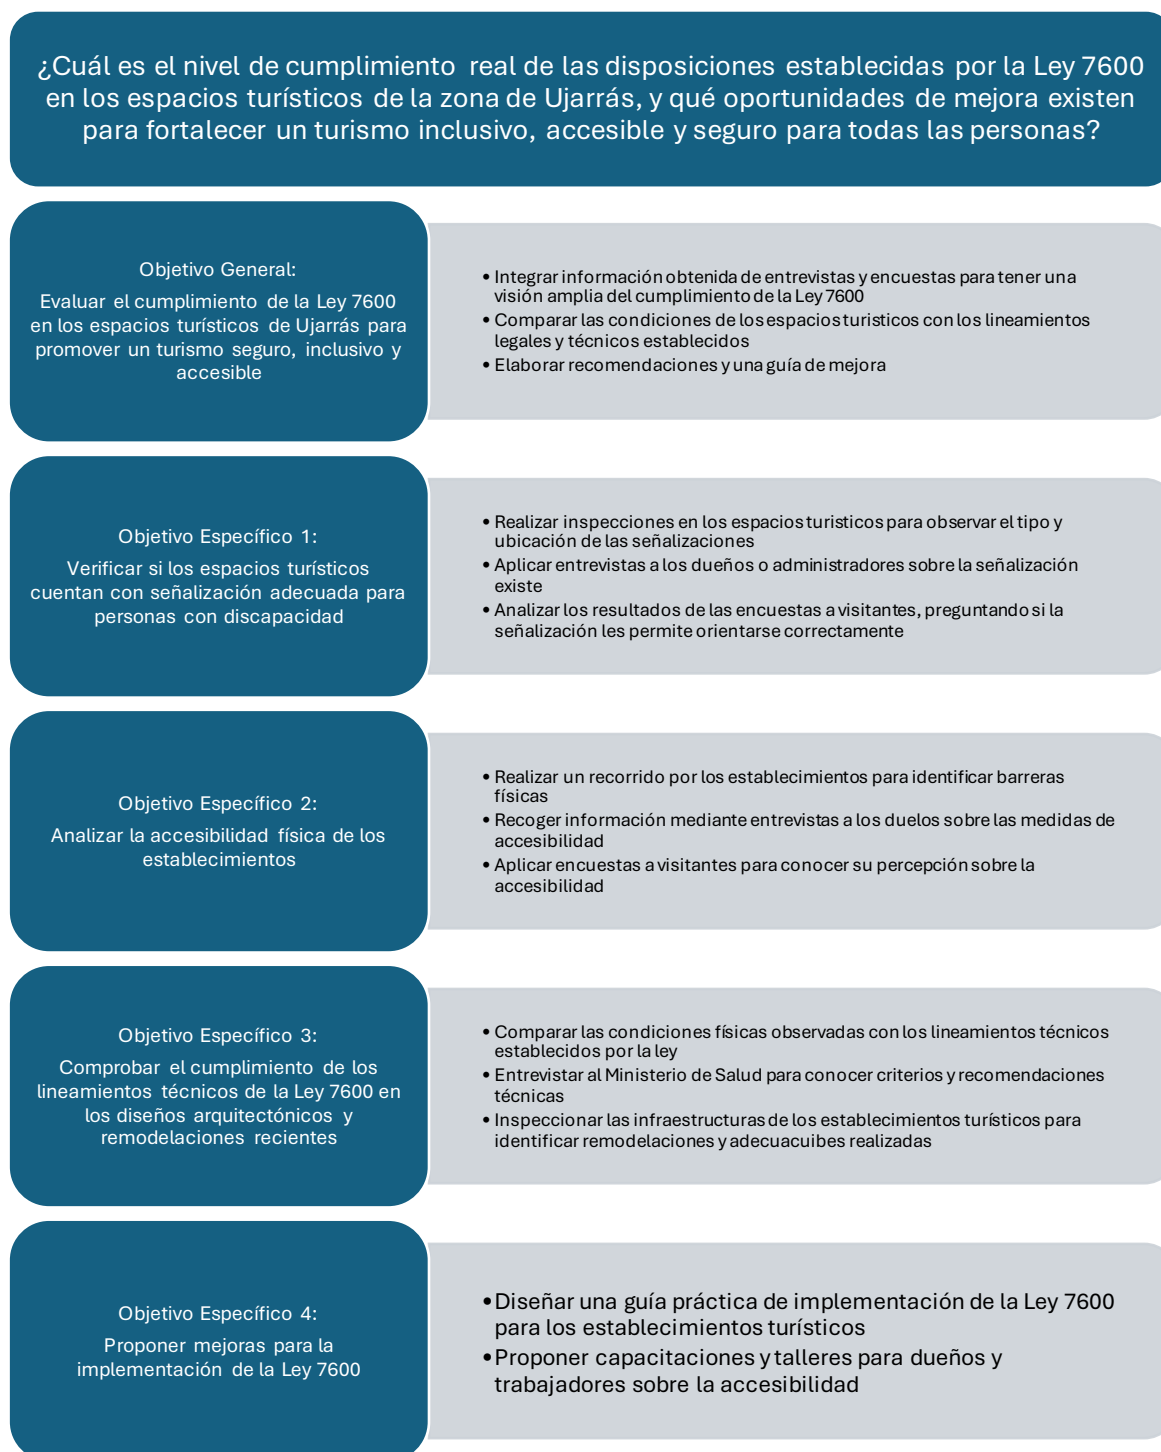 ¿Cuál es el nivel de cumplimiento real de las disposiciones establecidas por la Ley 7600
en los espacios turísticos de la zona de Ujarrás, y qué oportunidades de mejora existen
para fortalecer un turismo inclusivo, accesible y seguro para todas las personas?
Objetivo General:
Evaluar el cumplimiento de la Ley 7600
en los espacios turísticos de Ujarrás para
promover un turismo seguro, inclusivo y
accesible
• Integrar información obtenida de entrevistas y encuestas para tener una
visión amplia del cumplimiento de la Ley 7600
• Comparar las condiciones de los espacios turisticos con los lineamientos
legales y técnicos establecidos
• Elaborar recomendaciones y una guía de mejora
Objetivo Específico 1:
Verificar si los espacios turísticos
cuentan con señalización adecuada para
personas con discapacidad
• Realizar inspecciones en los espacios turisticos para observar el tipo y
ubicación de las señalizaciones
• Aplicar entrevistas a los dueños o administradores sobre la señalización
existe
• Analizar los resultados de las encuestas a visitantes, preguntando si la
señalización les permite orientarse correctamente
Objetivo Específico 2:
Analizar la accesibilidad física de los
establecimientos
• Realizar un recorrido por los establecimientos para identificar barreras
físicas
• Recoger información mediante entrevistas a los duelos sobre las medidas de
accesibilidad
• Aplicar encuestas a visitantes para conocer su percepción sobre la
accesibilidad
Objetivo Específico 3:
Comprobar el cumplimiento de los
lineamientos técnicos de la Ley 7600 en
los diseños arquitectónicos y
remodelaciones recientes
• Comparar las condiciones físicas observadas con los lineamientos técnicos
establecidos por la ley
• Entrevistar al Ministerio de Salud para conocer criterios y recomendaciones
técnicas
• Inspeccionar las infraestructuras de los establecimientos turísticos para
identificar remodelaciones y adecuacuibes realizadas
Objetivo Específico 4:
Proponer mejoras para la
implementación de la Ley 7600
• Diseñar una guía práctica de implementación de la Ley 7600
para los establecimientos turísticos
• Proponer capacitaciones y talleres para dueños y
trabajadores sobre la accesibilidad